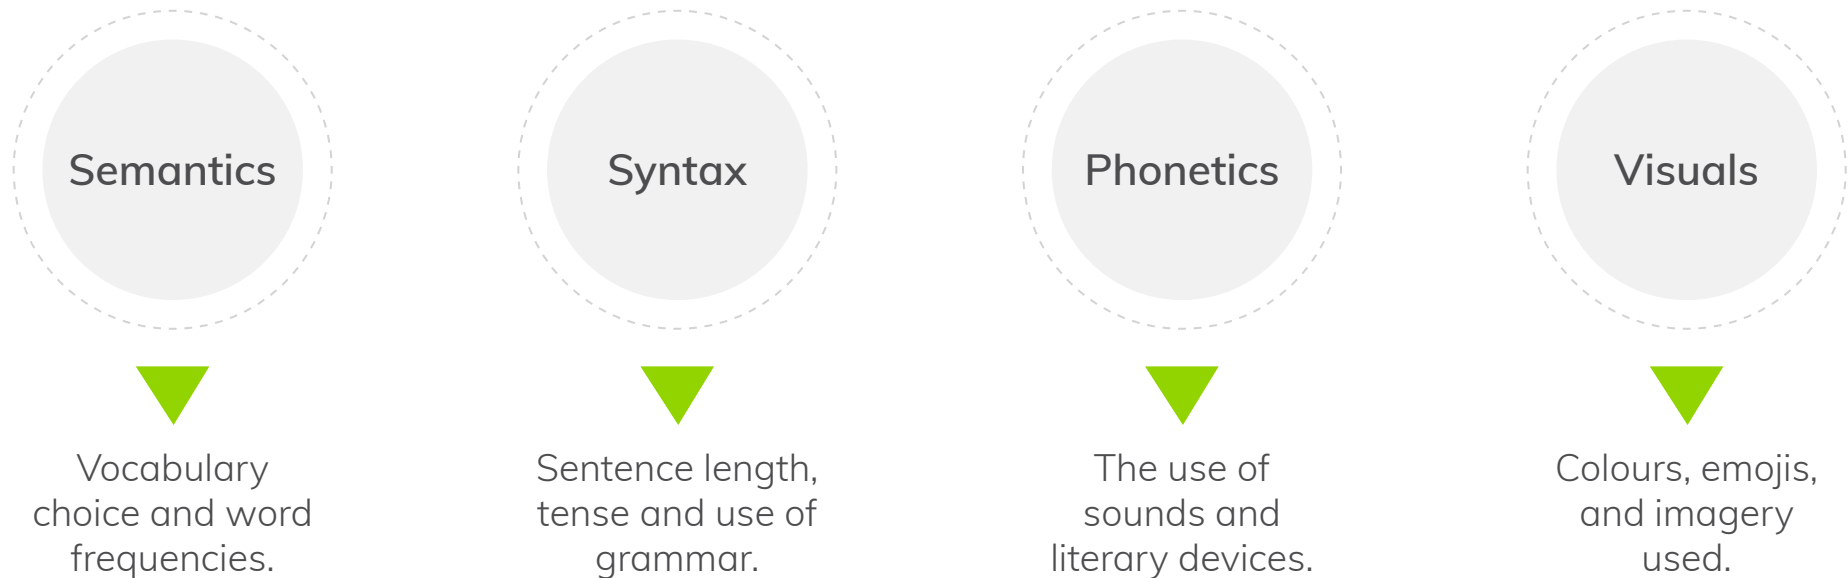 Semantics
Vocabulary
choice and word
frequencies.
Syntax
Sentence length,
tense and use of
grammar.
Phonetics
The use of
sounds and
literary devices.
Visuals
Colours, emojis,
and imagery
used.